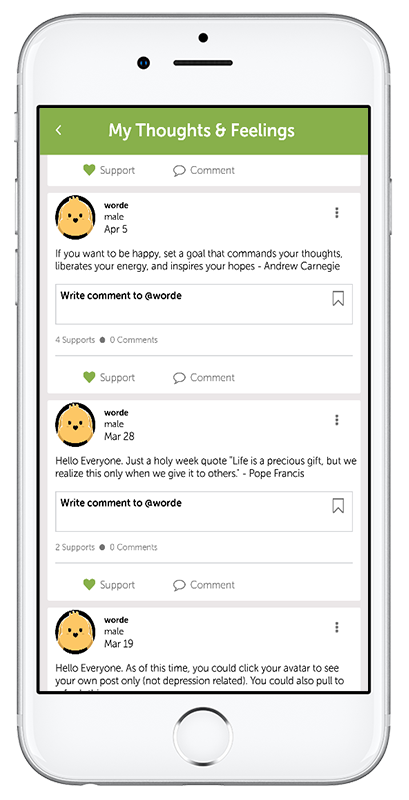 My Thoughts & Feelings
Support Comment
worde
male
Apr 5
If you want to be happy, set a goal that commands your thoughts,
liberates your energy, and inspires your hopes - Andrew Carnegie
Write comment to @worde
4 Supports ● 0 Comments
Support Comment
worde
male
Mar 28
Hello Everyone. Just a holy week quote "Life is a precious gift, but we
realize this only when we give it to others." - Pope Francis
Write comment to @worde
2 Supports ● 0 Comments
Support Comment
worde
male
Mar 19
Hello Everyone. As of this time, you could click your avatar to see
your own post only (not depression related). You could also pull to